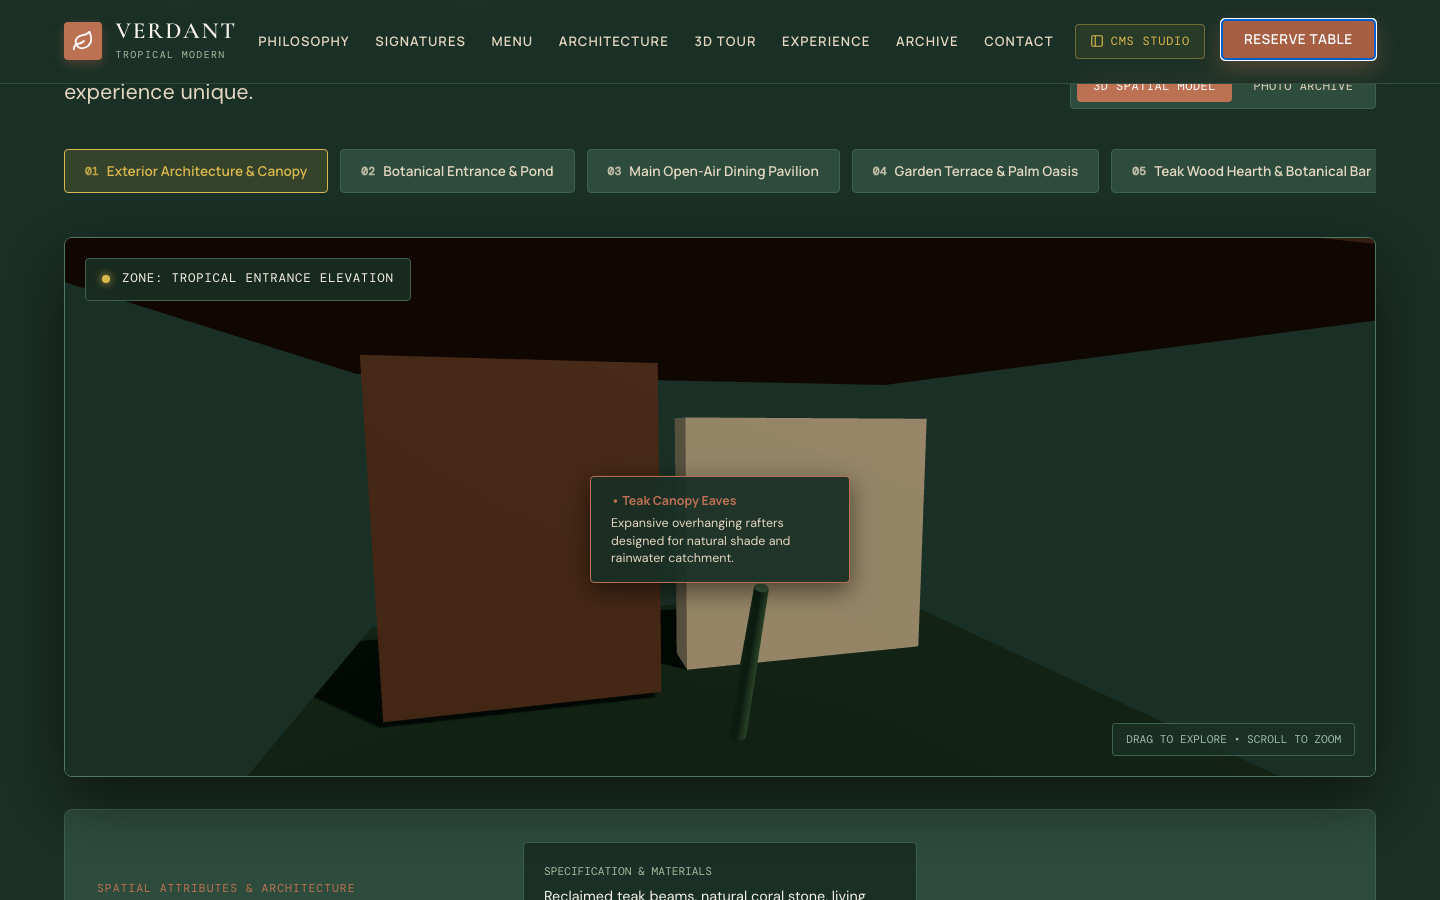 VERDANT
TROPICAL MODERN
PHILOSOPHY
SIGNATURES
MENU
ARCHITECTURE
3D TOUR
EXPERIENCE
ARCHIVE
CONTACT
CMS STUDIO
RESERVE TABLE
experience unique.
3D SPATIAL MODEL
PHOTO ARCHIVE
01 Exterior Architecture & Canopy
02 Botanical Entrance & Pond
03 Main Open-Air Dining Pavilion
04 Garden Terrace & Palm Oasis
05 Teak Wood Hearth & Botanical Bar
ZONE: TROPICAL ENTRANCE ELEVATION
• Teak Canopy Eaves
Expansive overhanging rafters
designed for natural shade and
rainwater catchment.
DRAG TO EXPLORE • SCROLL TO ZOOM
SPATIAL ATTRIBUTES & ARCHITECTURE
SPECIFICATION & MATERIALS
Reclaimed teak beams, natural coral stone, living